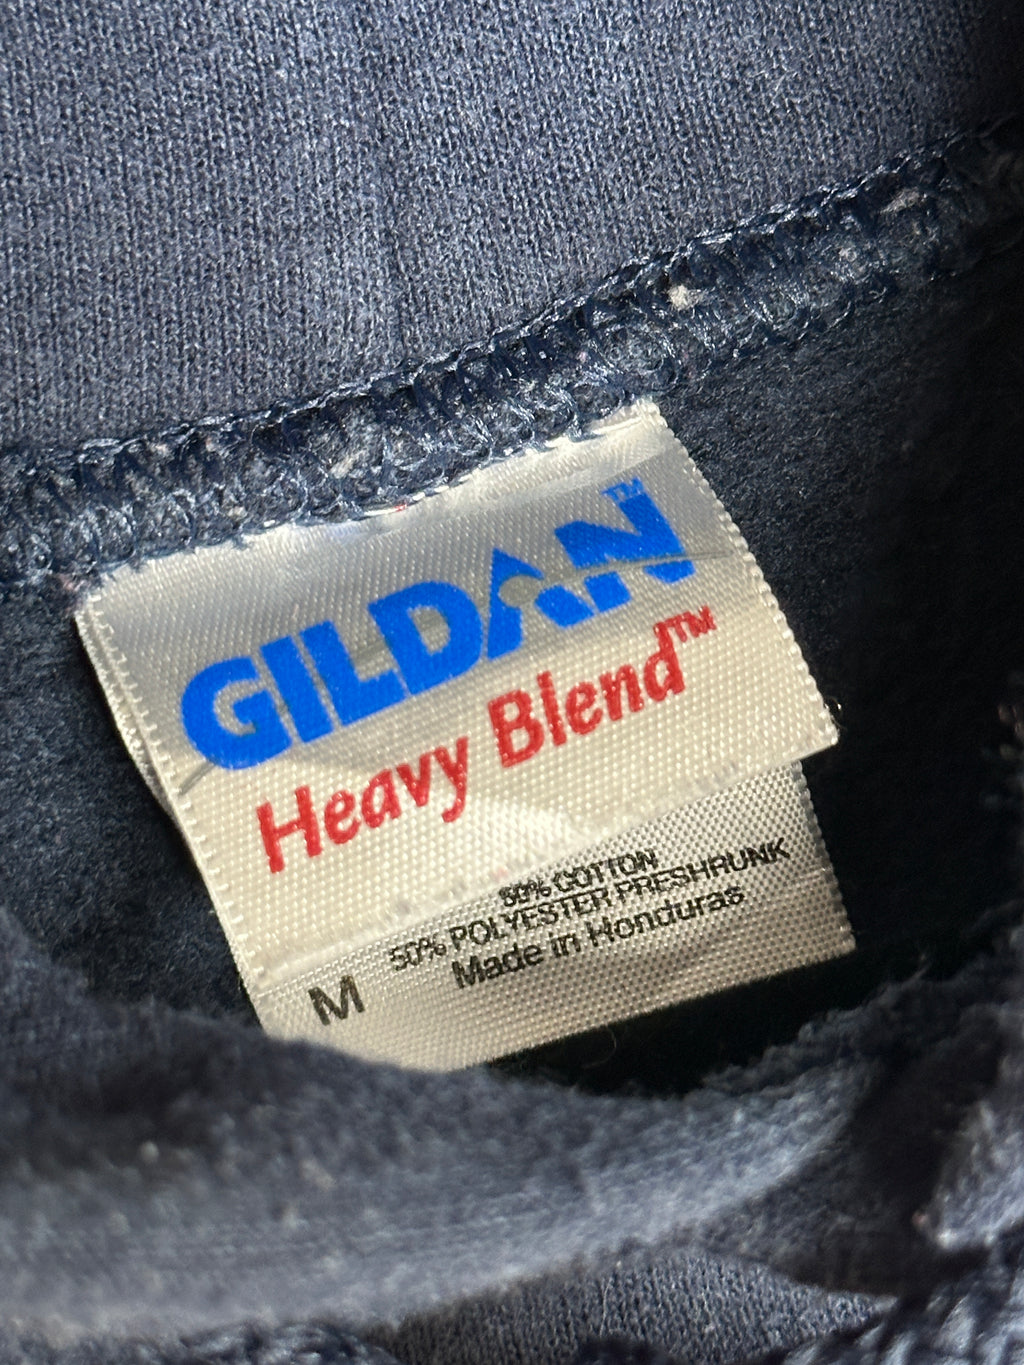 GILDAN™
Heavy Blend™
50% COTTON
50% POLYESTER PRESHRUNK
Made in Honduras
M